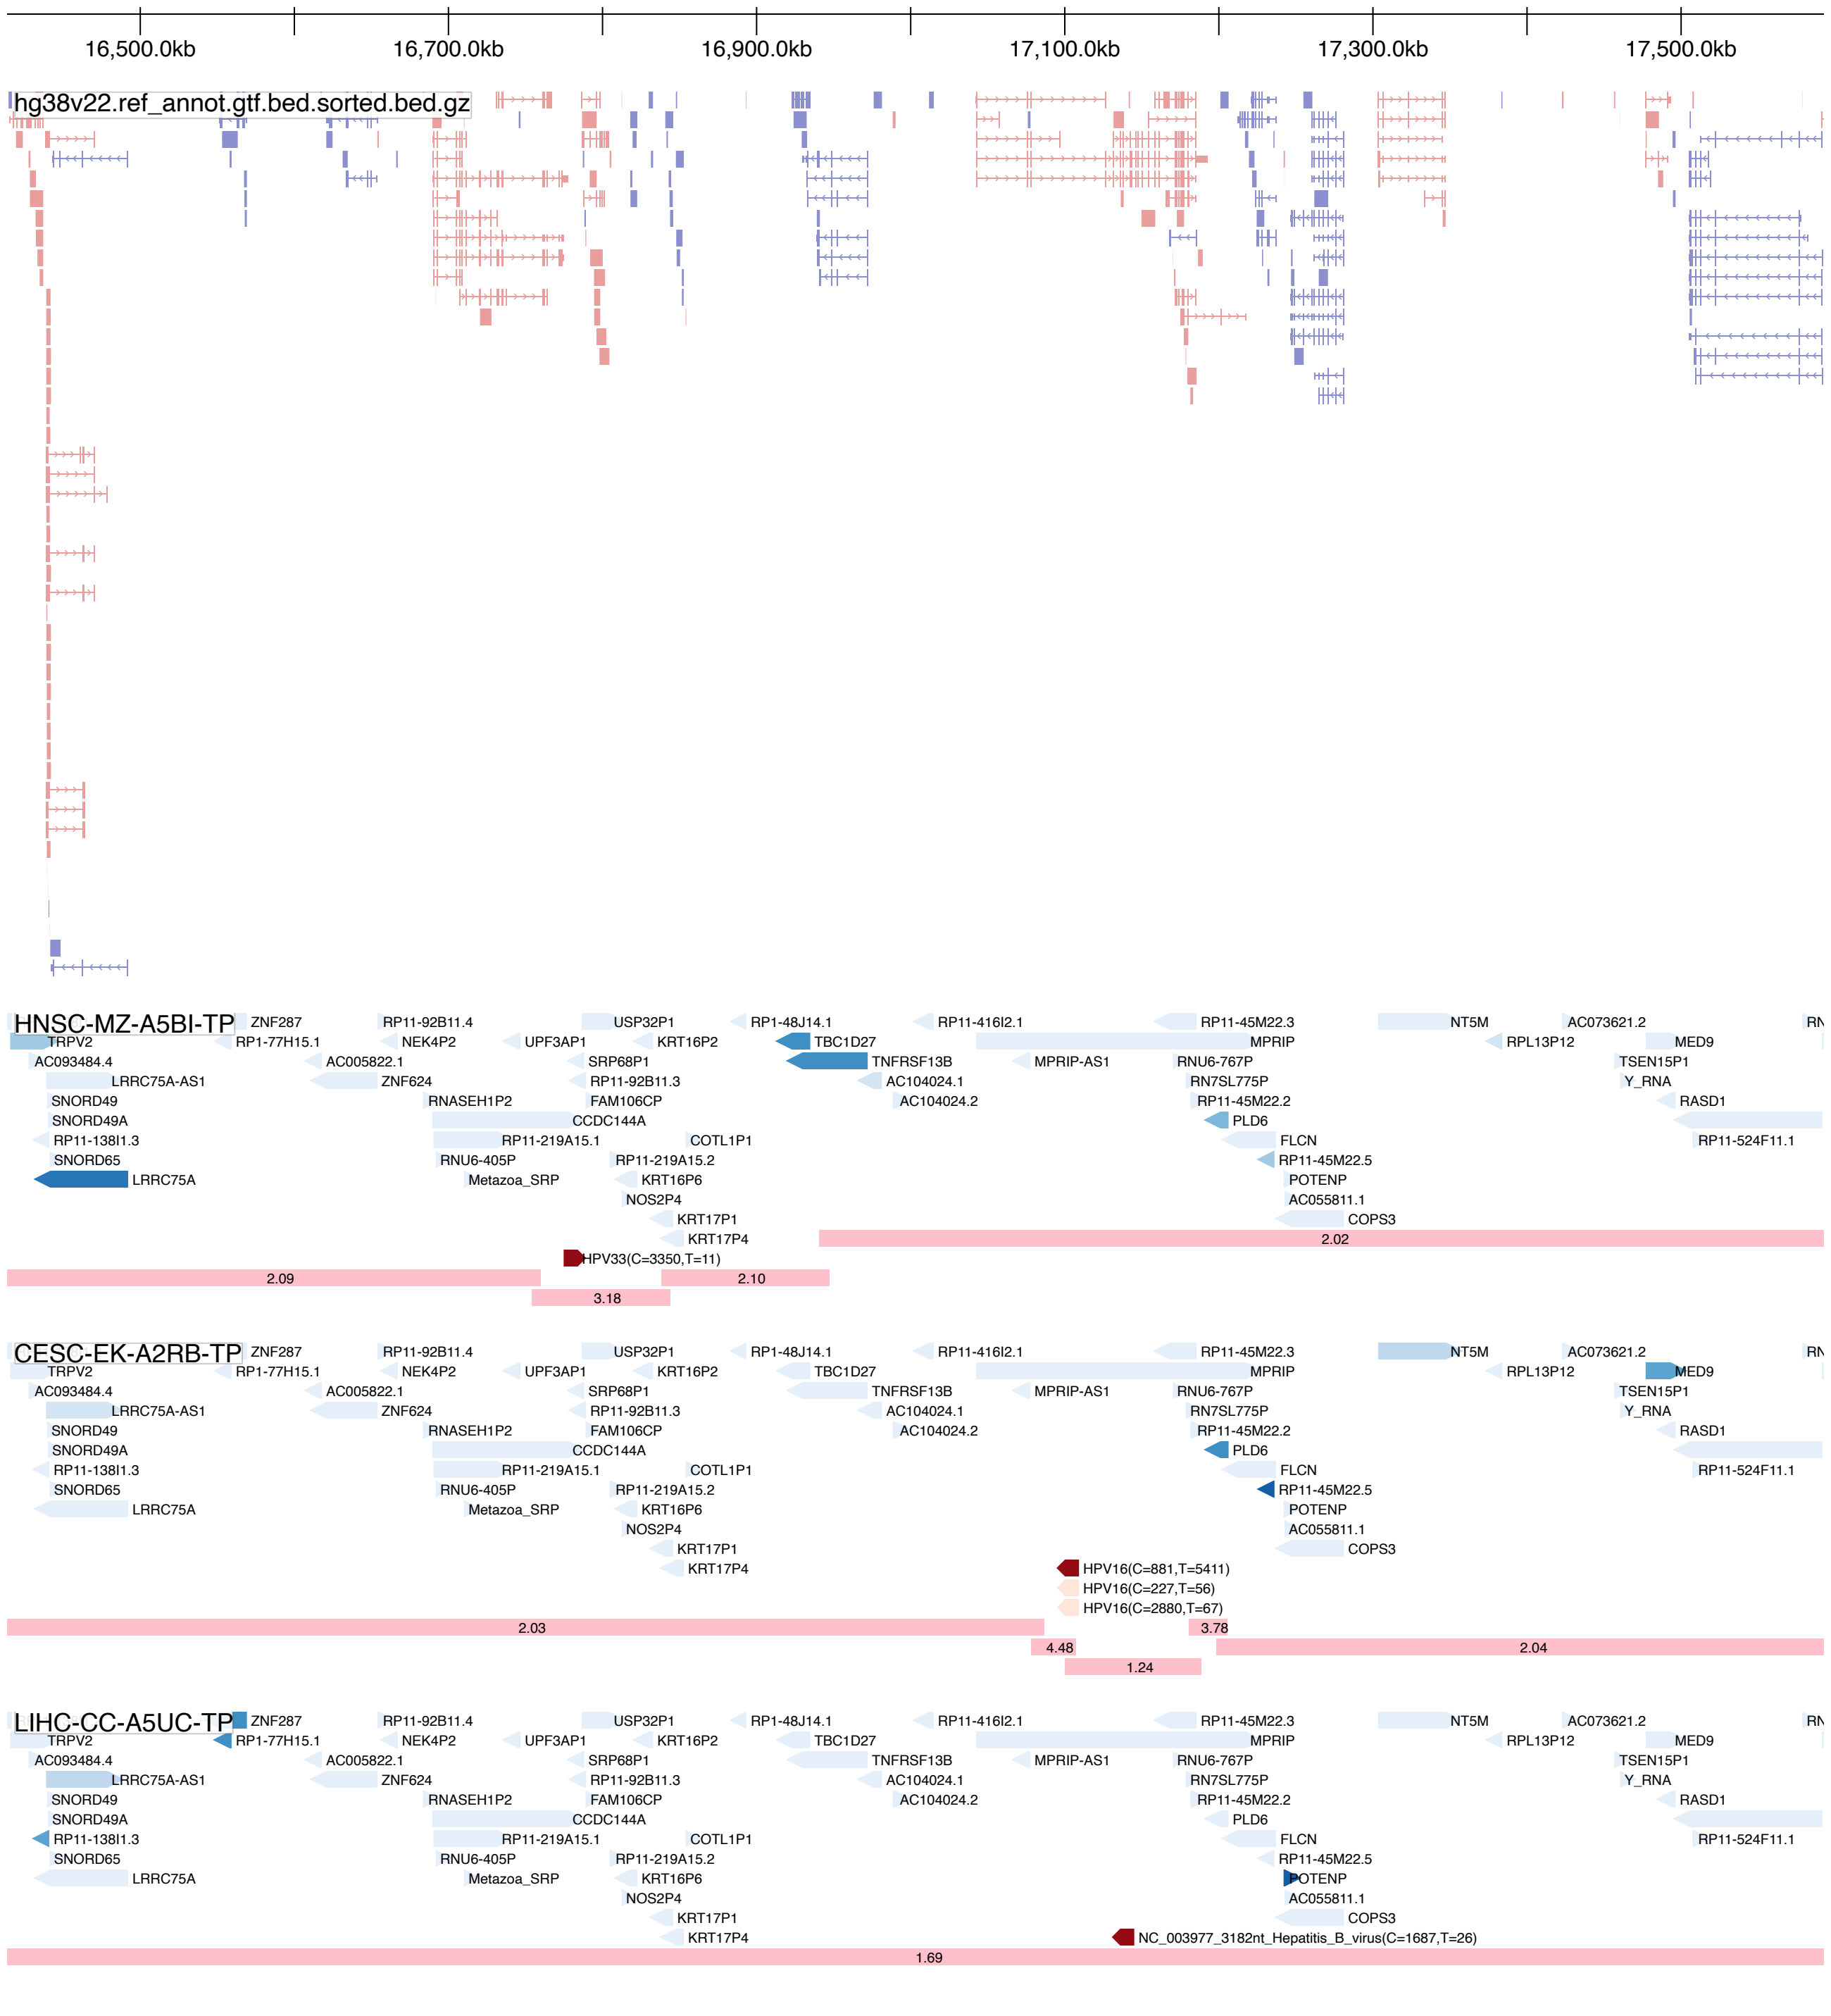 16,500.0kb 16,700.0kb 16,900.0kb 17,100.0kb 17,300.0kb 17,500.0kb
hg38v22.ref_annot.gtf.bed.sorted.bed.gz
HNSC-MZ-A5BI-TP ZNF287 RP11-92B11.4 USP32P1 RP1-48J14.1 RP11-416I2.1 RP11-45M22.3 NT5M AC073621.2 RN
TRPV2 RP1-77H15.1 NEK4P2 UPF3AP1 KRT16P2 TBC1D27 MPRIP RPL13P12 MED9
AC093484.4 AC005822.1 SRP68P1 TNFRSF13B MPRIP-AS1 RNU6-767P TSEN15P1
LRRC75A-AS1 ZNF624 RP11-92B11.3 AC104024.1 RN7SL775P Y_RNA
SNORD49 RNASEH1P2 FAM106CP AC104024.2 RP11-45M22.2 RASD1
SNORD49A CCDC144A PLD6
RP11-138I1.3 RP11-219A15.1 COTL1P1 FLCN RP11-524F11.1
SNORD65 RNU6-405P RP11-219A15.2 RP11-45M22.5
LRRC75A Metazoa_SRP KRT16P6 POTENP
NOS2P4 AC055811.1
KRT17P1 COPS3
KRT17P4 2.02
HPV33(C=3350,T=11)
2.09 2.10
3.18
CESC-EK-A2RB-TP ZNF287 RP11-92B11.4 USP32P1 RP1-48J14.1 RP11-416I2.1 RP11-45M22.3 NT5M AC073621.2 RN
TRPV2 RP1-77H15.1 NEK4P2 UPF3AP1 KRT16P2 TBC1D27 MPRIP RPL13P12 MED9
AC093484.4 AC005822.1 SRP68P1 TNFRSF13B MPRIP-AS1 RNU6-767P TSEN15P1
LRRC75A-AS1 ZNF624 RP11-92B11.3 AC104024.1 RN7SL775P Y_RNA
SNORD49 RNASEH1P2 FAM106CP AC104024.2 RP11-45M22.2 RASD1
SNORD49A CCDC144A PLD6
RP11-138I1.3 RP11-219A15.1 COTL1P1 FLCN RP11-524F11.1
SNORD65 RNU6-405P RP11-219A15.2 RP11-45M22.5
LRRC75A Metazoa_SRP KRT16P6 POTENP
NOS2P4 AC055811.1
KRT17P1 COPS3
KRT17P4 HPV16(C=881,T=5411)
HPV16(C=227,T=56)
HPV16(C=2880,T=67)
2.03 3.78
4.48 2.04
1.24
LIHC-CC-A5UC-TP ZNF287 RP11-92B11.4 USP32P1 RP1-48J14.1 RP11-416I2.1 RP11-45M22.3 NT5M AC073621.2 RN
TRPV2 RP1-77H15.1 NEK4P2 UPF3AP1 KRT16P2 TBC1D27 MPRIP RPL13P12 MED9
AC093484.4 AC005822.1 SRP68P1 TNFRSF13B MPRIP-AS1 RNU6-767P TSEN15P1
LRRC75A-AS1 ZNF624 RP11-92B11.3 AC104024.1 RN7SL775P Y_RNA
SNORD49 RNASEH1P2 FAM106CP AC104024.2 RP11-45M22.2 RASD1
SNORD49A CCDC144A PLD6
RP11-138I1.3 RP11-219A15.1 COTL1P1 FLCN RP11-524F11.1
SNORD65 RNU6-405P RP11-219A15.2 RP11-45M22.5
LRRC75A Metazoa_SRP KRT16P6 POTENP
NOS2P4 AC055811.1
KRT17P1 COPS3
KRT17P4 NC_003977_3182nt_Hepatitis_B_virus(C=1687,T=26)
1.69